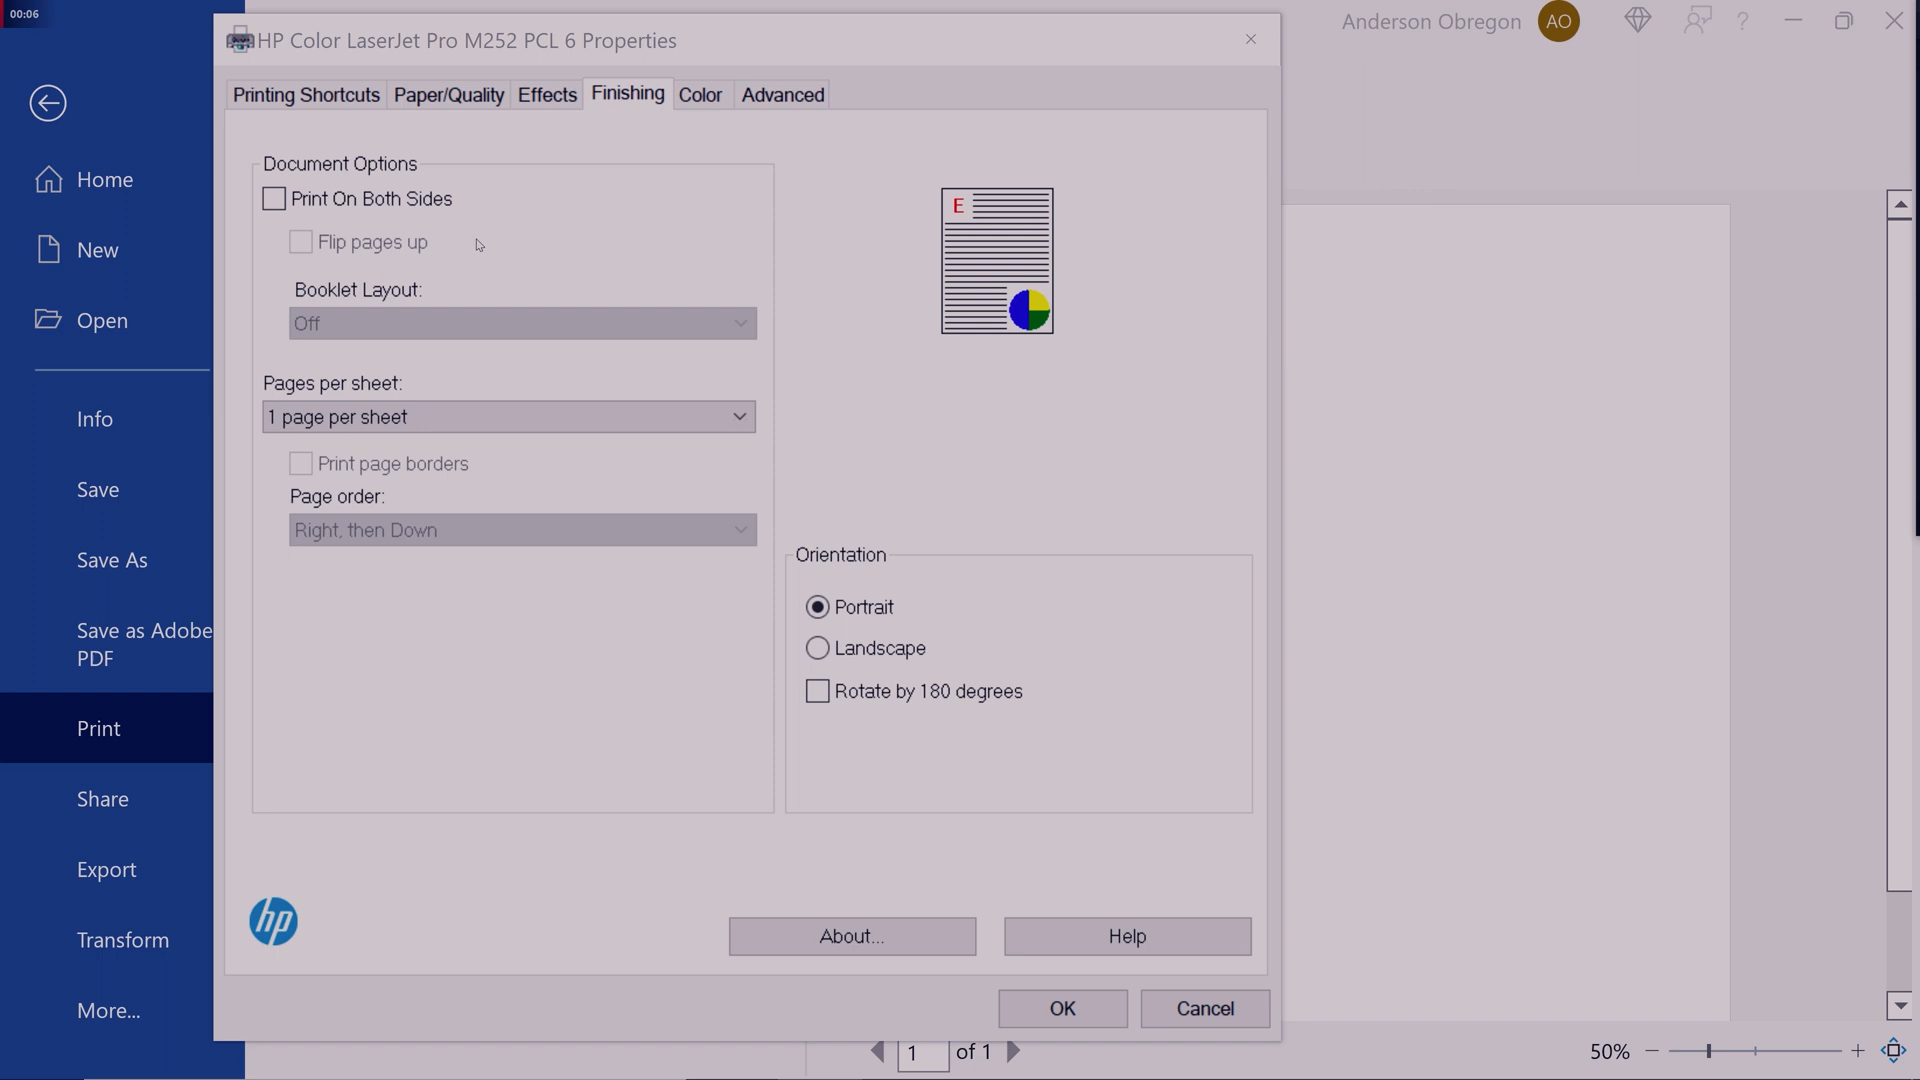 00:06
HP Color LaserJet Pro M252 PCL 6 Properties
Anderson Obregon
AO
?
Printing Shortcuts
Paper/Quality
Effects
Finishing
Color
Advanced
Home
New
Open
Info
Save
Save As
Save as Adobe
PDF
Print
Share
Export
Transform
More...
Document Options
Print On Both Sides
Flip pages up
Booklet Layout:
Off
Pages per sheet:
1 page per sheet
Print page borders
Page order:
Right, then Down
E
Orientation
Portrait
Landscape
Rotate by 180 degrees
hp
About...
Help
OK
Cancel
1 of 1
50%